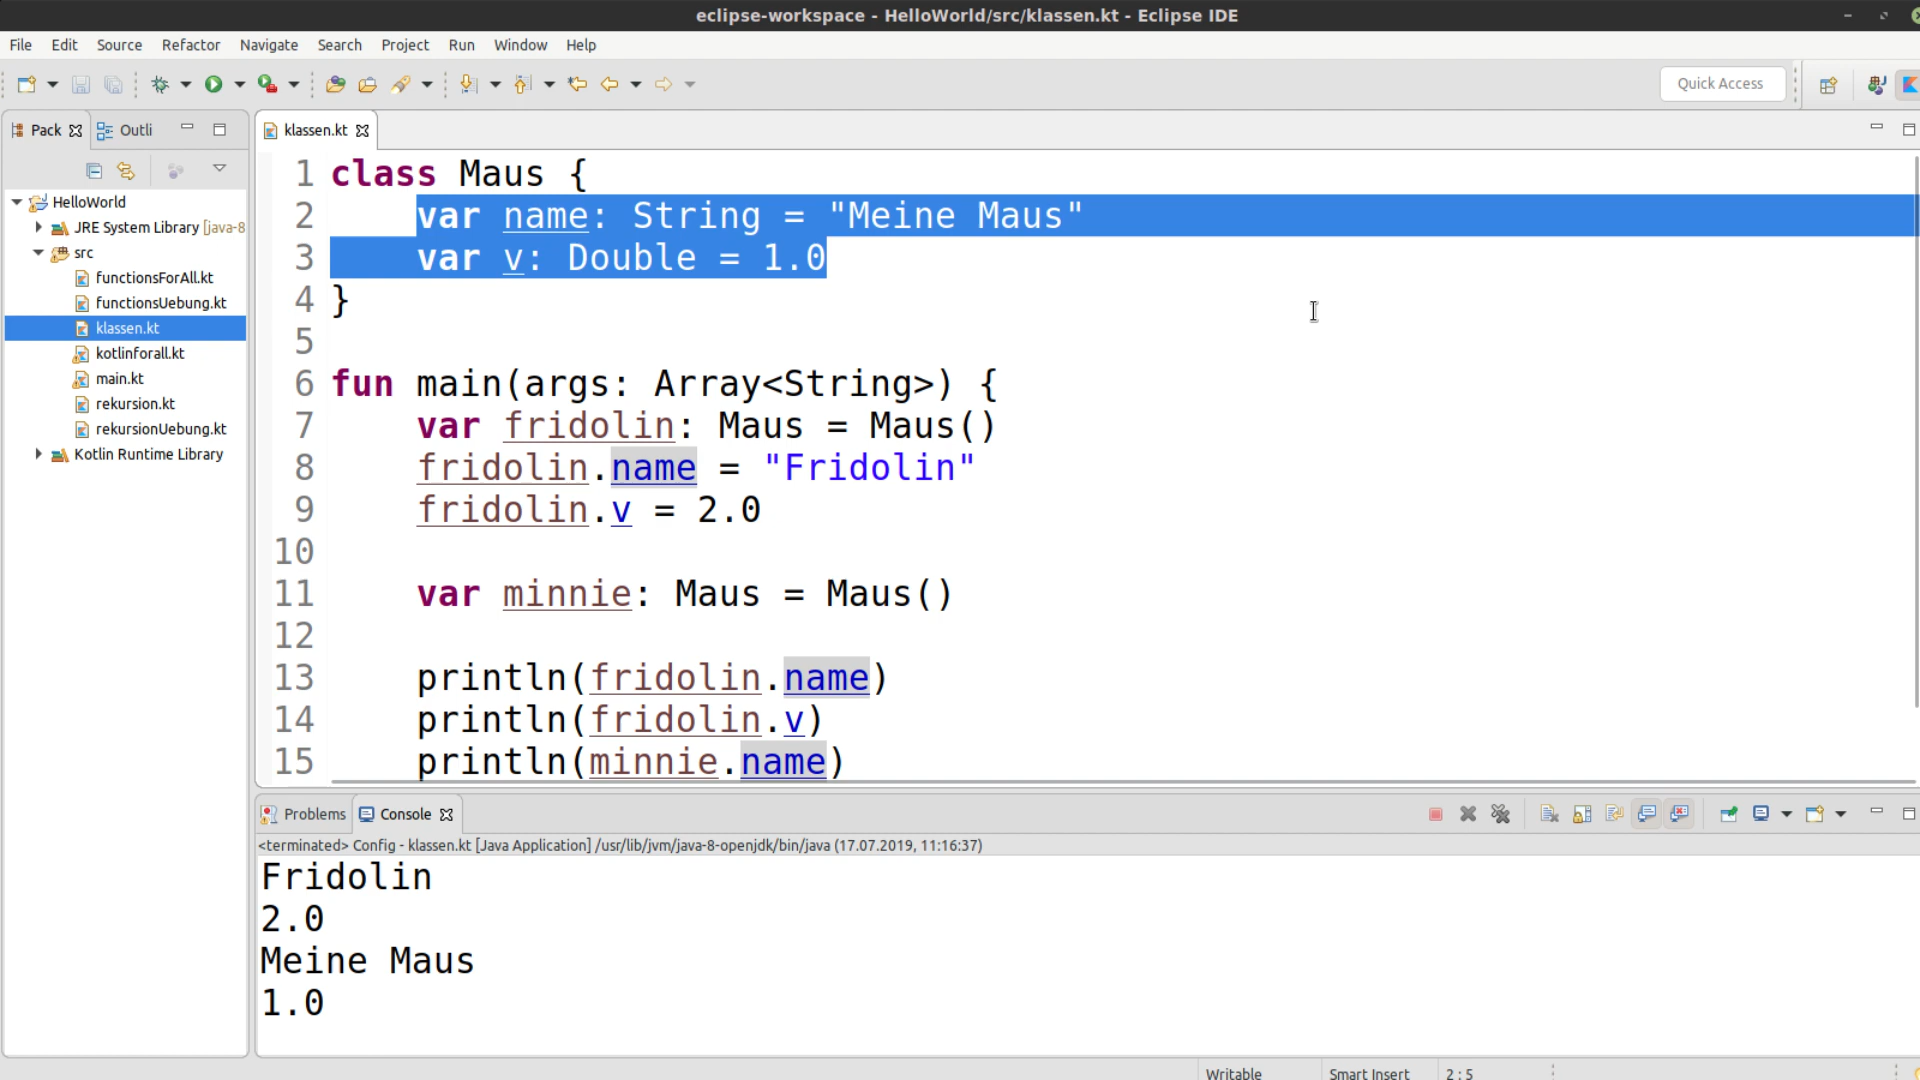 eclipse-workspace - HelloWorld/src/klassen.kt - Eclipse IDE
File Edit Source Refactor Navigate Search Project Run Window Help
Quick Access
Pack Outli
klassen.kt
HelloWorld
JRE System Library [java-8
src
functionsForAll.kt
functionsUebung.kt
klassen.kt
kotlinforall.kt
main.kt
rekursion.kt
rekursionUebung.kt
Kotlin Runtime Library
1 class Maus {
2     var name: String = "Meine Maus"
3     var v: Double = 1.0
4 }
5
6 fun main(args: Array<String>) {
7     var fridolin: Maus = Maus()
8     fridolin.name = "Fridolin"
9     fridolin.v = 2.0
10
11     var minnie: Maus = Maus()
12
13     println(fridolin.name)
14     println(fridolin.v)
15     println(minnie.name)
Problems Console
<terminated> Config - klassen.kt [Java Application] /usr/lib/jvm/java-8-openjdk/bin/java (17.07.2019, 11:16:37)
Fridolin
2.0
Meine Maus
1.0
Writable Smart Insert 2 : 5